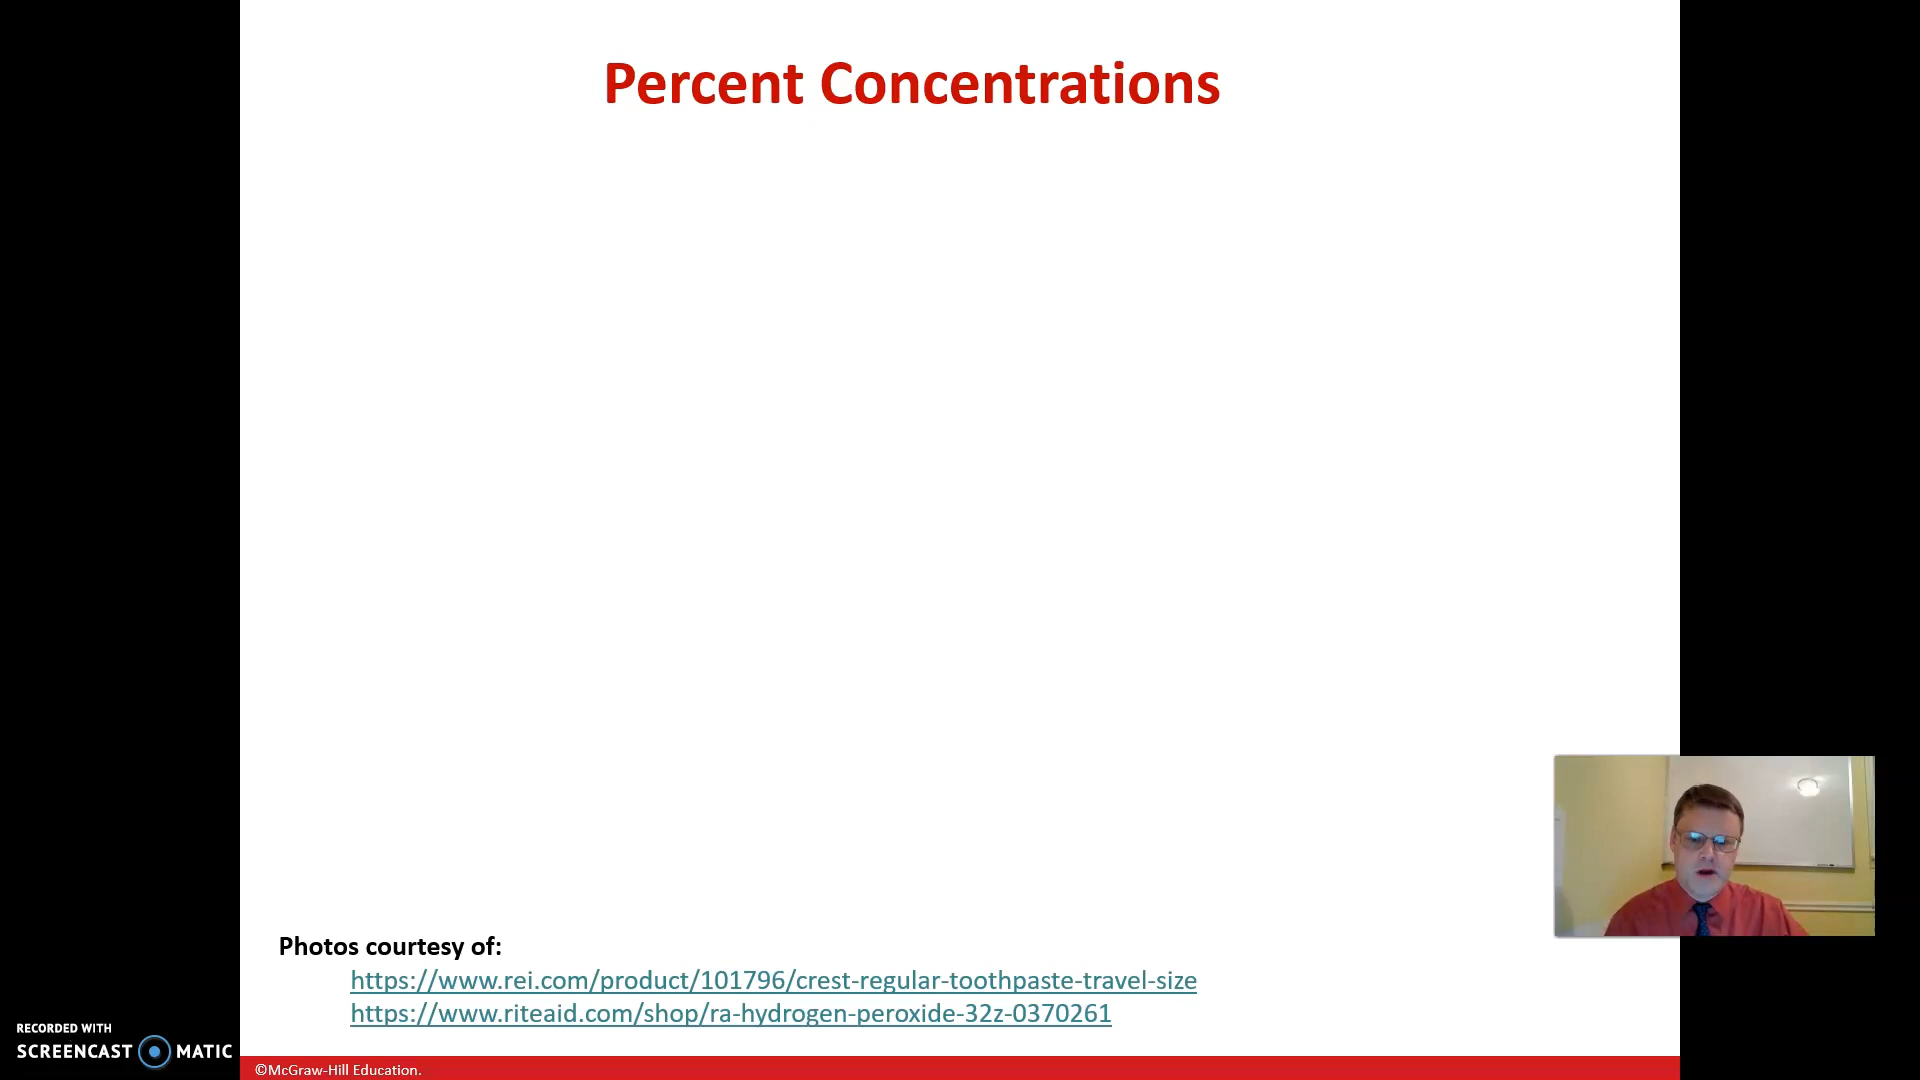 Percent Concentrations
Photos courtesy of:
https://www.rei.com/product/101796/crest-regular-toothpaste-travel-size
https://www.riteaid.com/shop/ra-hydrogen-peroxide-32z-0370261
RECORDED WITH
SCREENCAST MATIC
©McGraw-Hill Education.